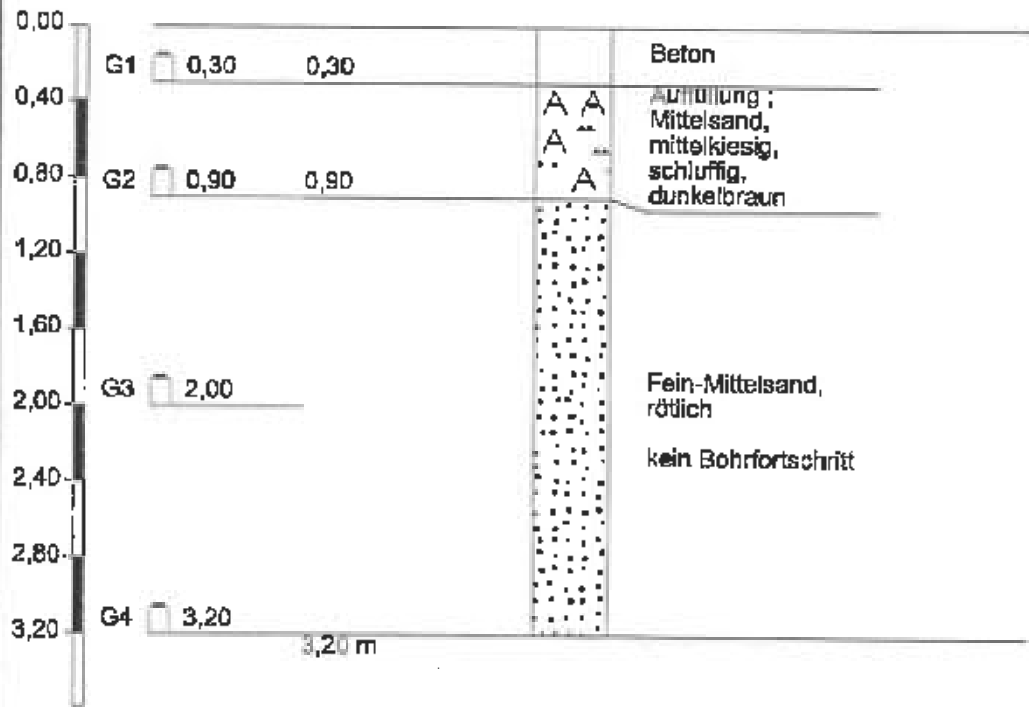 0,00
G1 0,30 0,30 Beton
0,40
Auffüllung ;
Mittelsand,
mittelkiesig,
schluffig,
dunkelbraun
0,80
G2 0,90 0,90
A A
A
A
1,20
1,60
G3 2,00
2,00
Fein-Mittelsand,
rötlich
kein Bohrfortschritt
2,40
2,80
G4 3,20
3,20
3,20 m